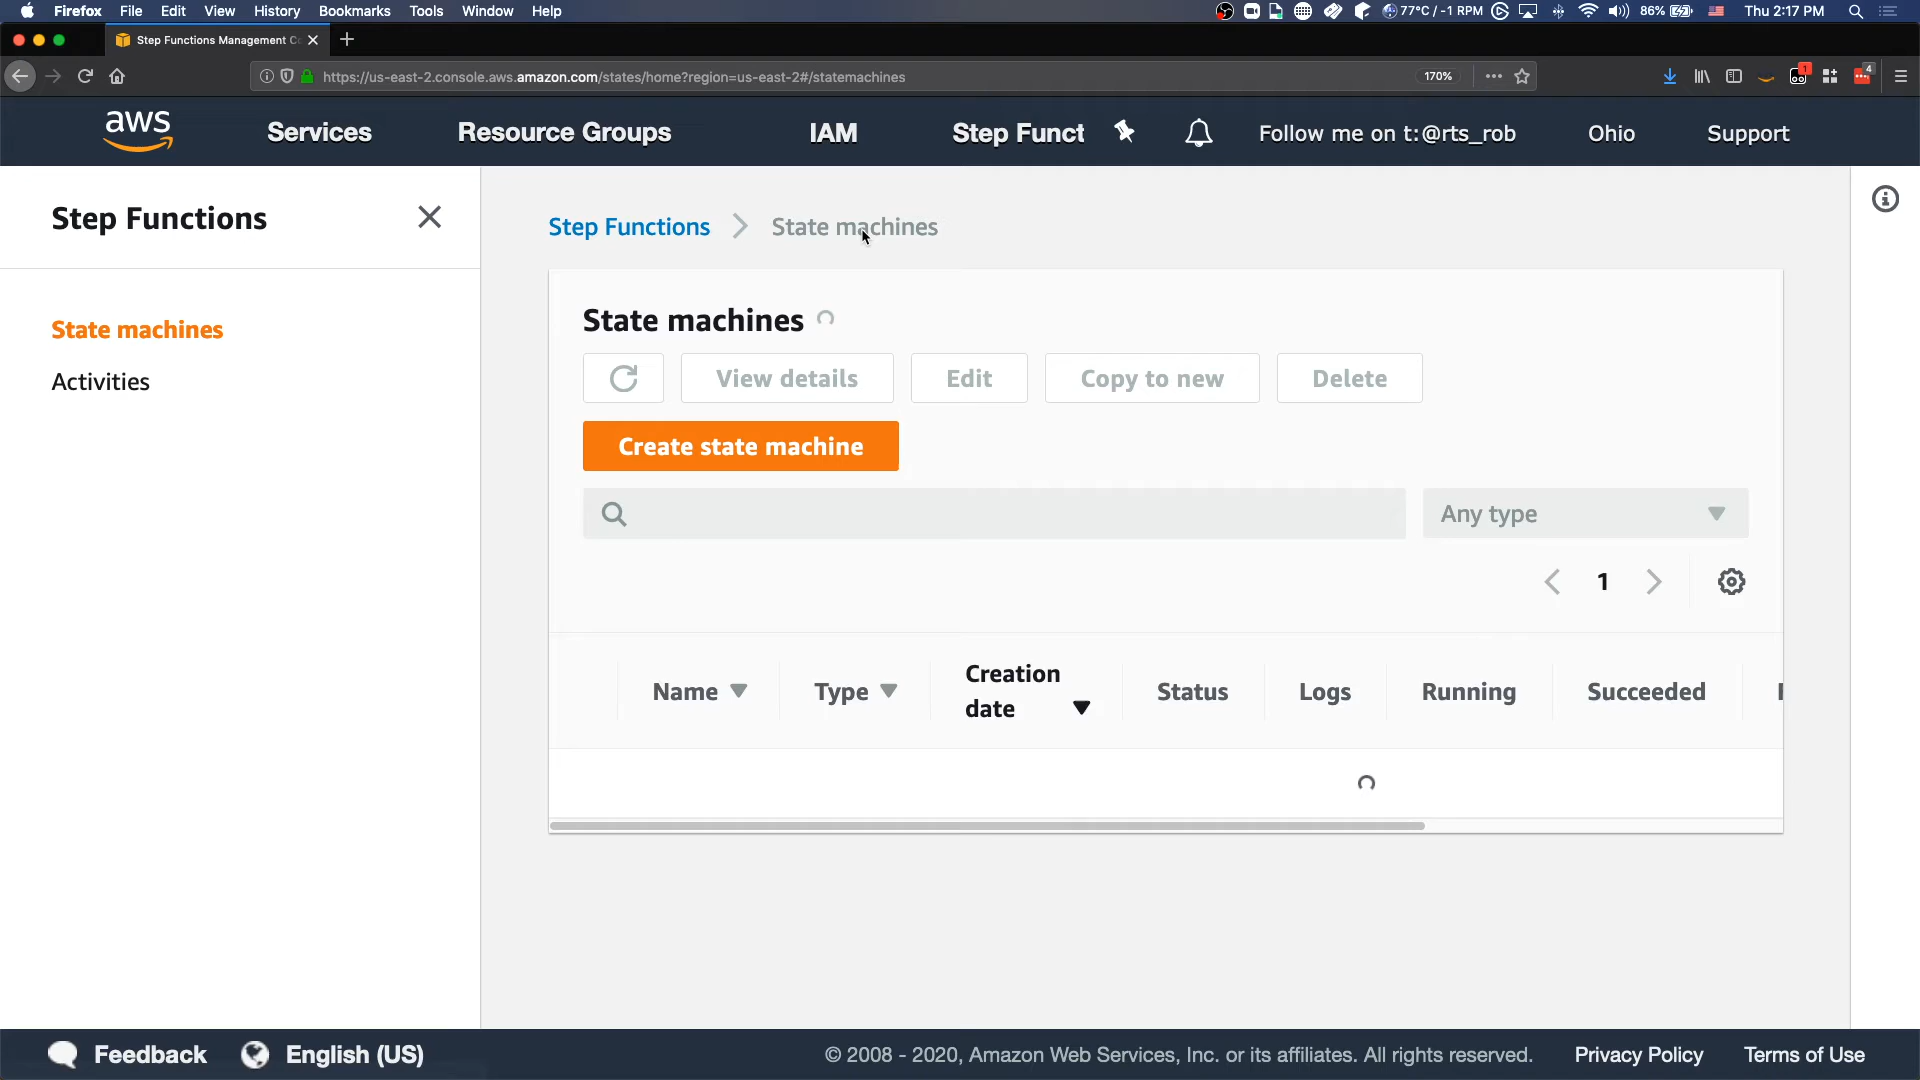 Firefox File Edit View History Bookmarks Tools Window Help 77°C / -1 RPM 86% Thu 2:17 PM
Step Functions Management C
https://us-east-2.console.aws.amazon.com/states/home?region=us-east-2#/statemachines 170% 1 4
aws Services Resource Groups IAM Step Funct Follow me on t:@rts_rob Ohio Support
Step Functions
State machines
Activities
Step Functions State machines
State machines
View details Edit Copy to new Delete
Create state machine
Any type
1
Name Type Creation date Status Logs Running Succeeded
Feedback English (US) © 2008 - 2020, Amazon Web Services, Inc. or its affiliates. All rights reserved. Privacy Policy Terms of Use